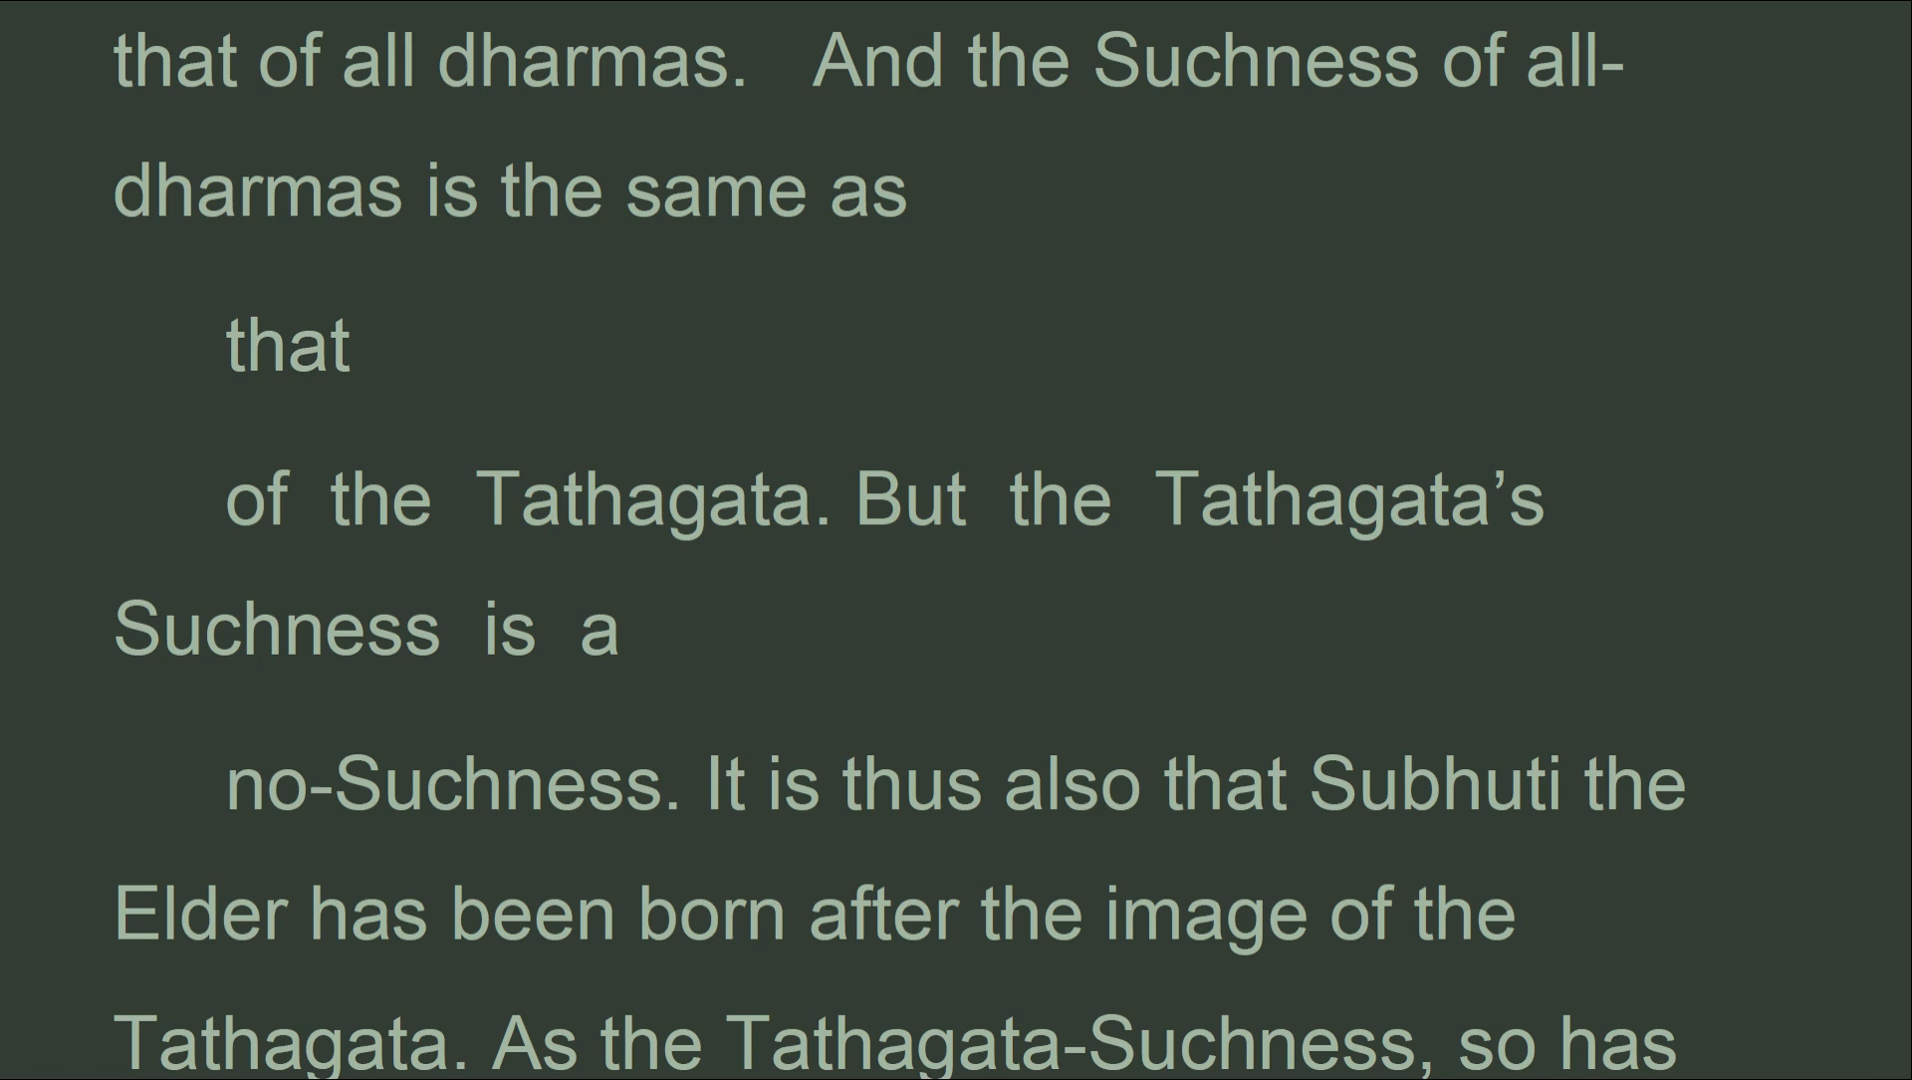 that of all dharmas. And the Suchness of all-
dharmas is the same as
that
of the Tathagata. But the Tathagata’s
Suchness is a
no-Suchness. It is thus also that Subhuti the
Elder has been born after the image of the
Tathagata. As the Tathagata-Suchness, so has